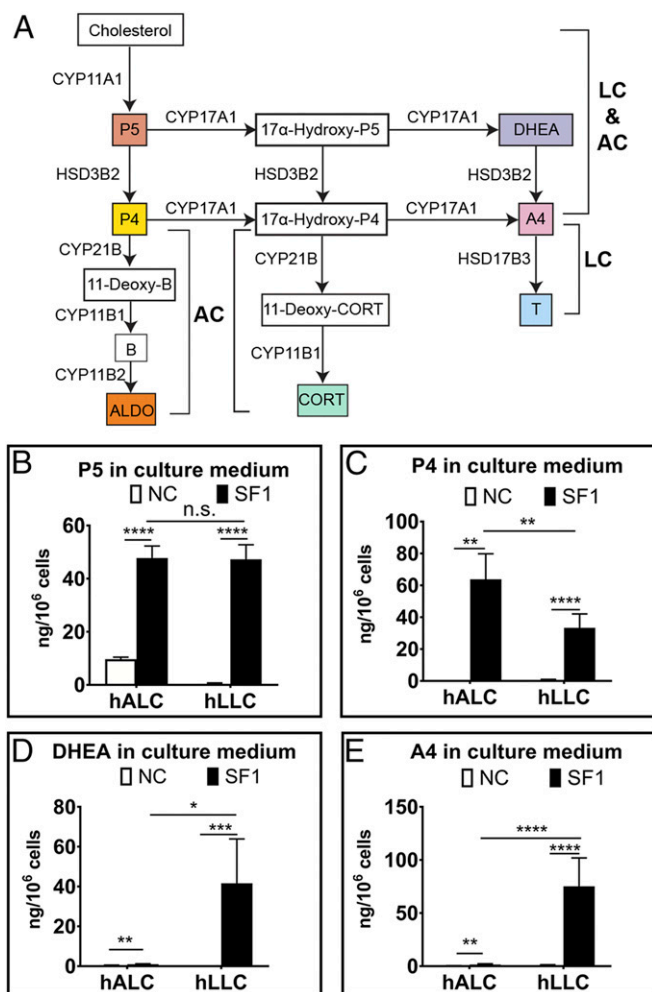 A
Cholesterol
CYP11A1
P5
CYP17A1
17α-Hydroxy-P5
CYP17A1
DHEA
LC
&
AC
HSD3B2
HSD3B2
HSD3B2
P4
CYP17A1
17α-Hydroxy-P4
CYP17A1
A4
CYP21B
CYP21B
HSD17B3
LC
11-Deoxy-B
AC
11-Deoxy-CORT
T
CYP11B1
CYP11B1
B
CYP11B2
ALDO
CORT
B
P5 in culture medium
NC SF1
n.s.
**** ****
ng/10⁶ cells
60
40
20
0
hALC hLLC
C
P4 in culture medium
NC SF1
**
** ****
ng/10⁶ cells
100
80
60
40
20
0
hALC hLLC
D
DHEA in culture medium
NC SF1
*
***
**
ng/10⁶ cells
80
60
40
20
0
hALC hLLC
E
A4 in culture medium
NC SF1
****
****
**
ng/10⁶ cells
150
100
50
0
hALC hLLC